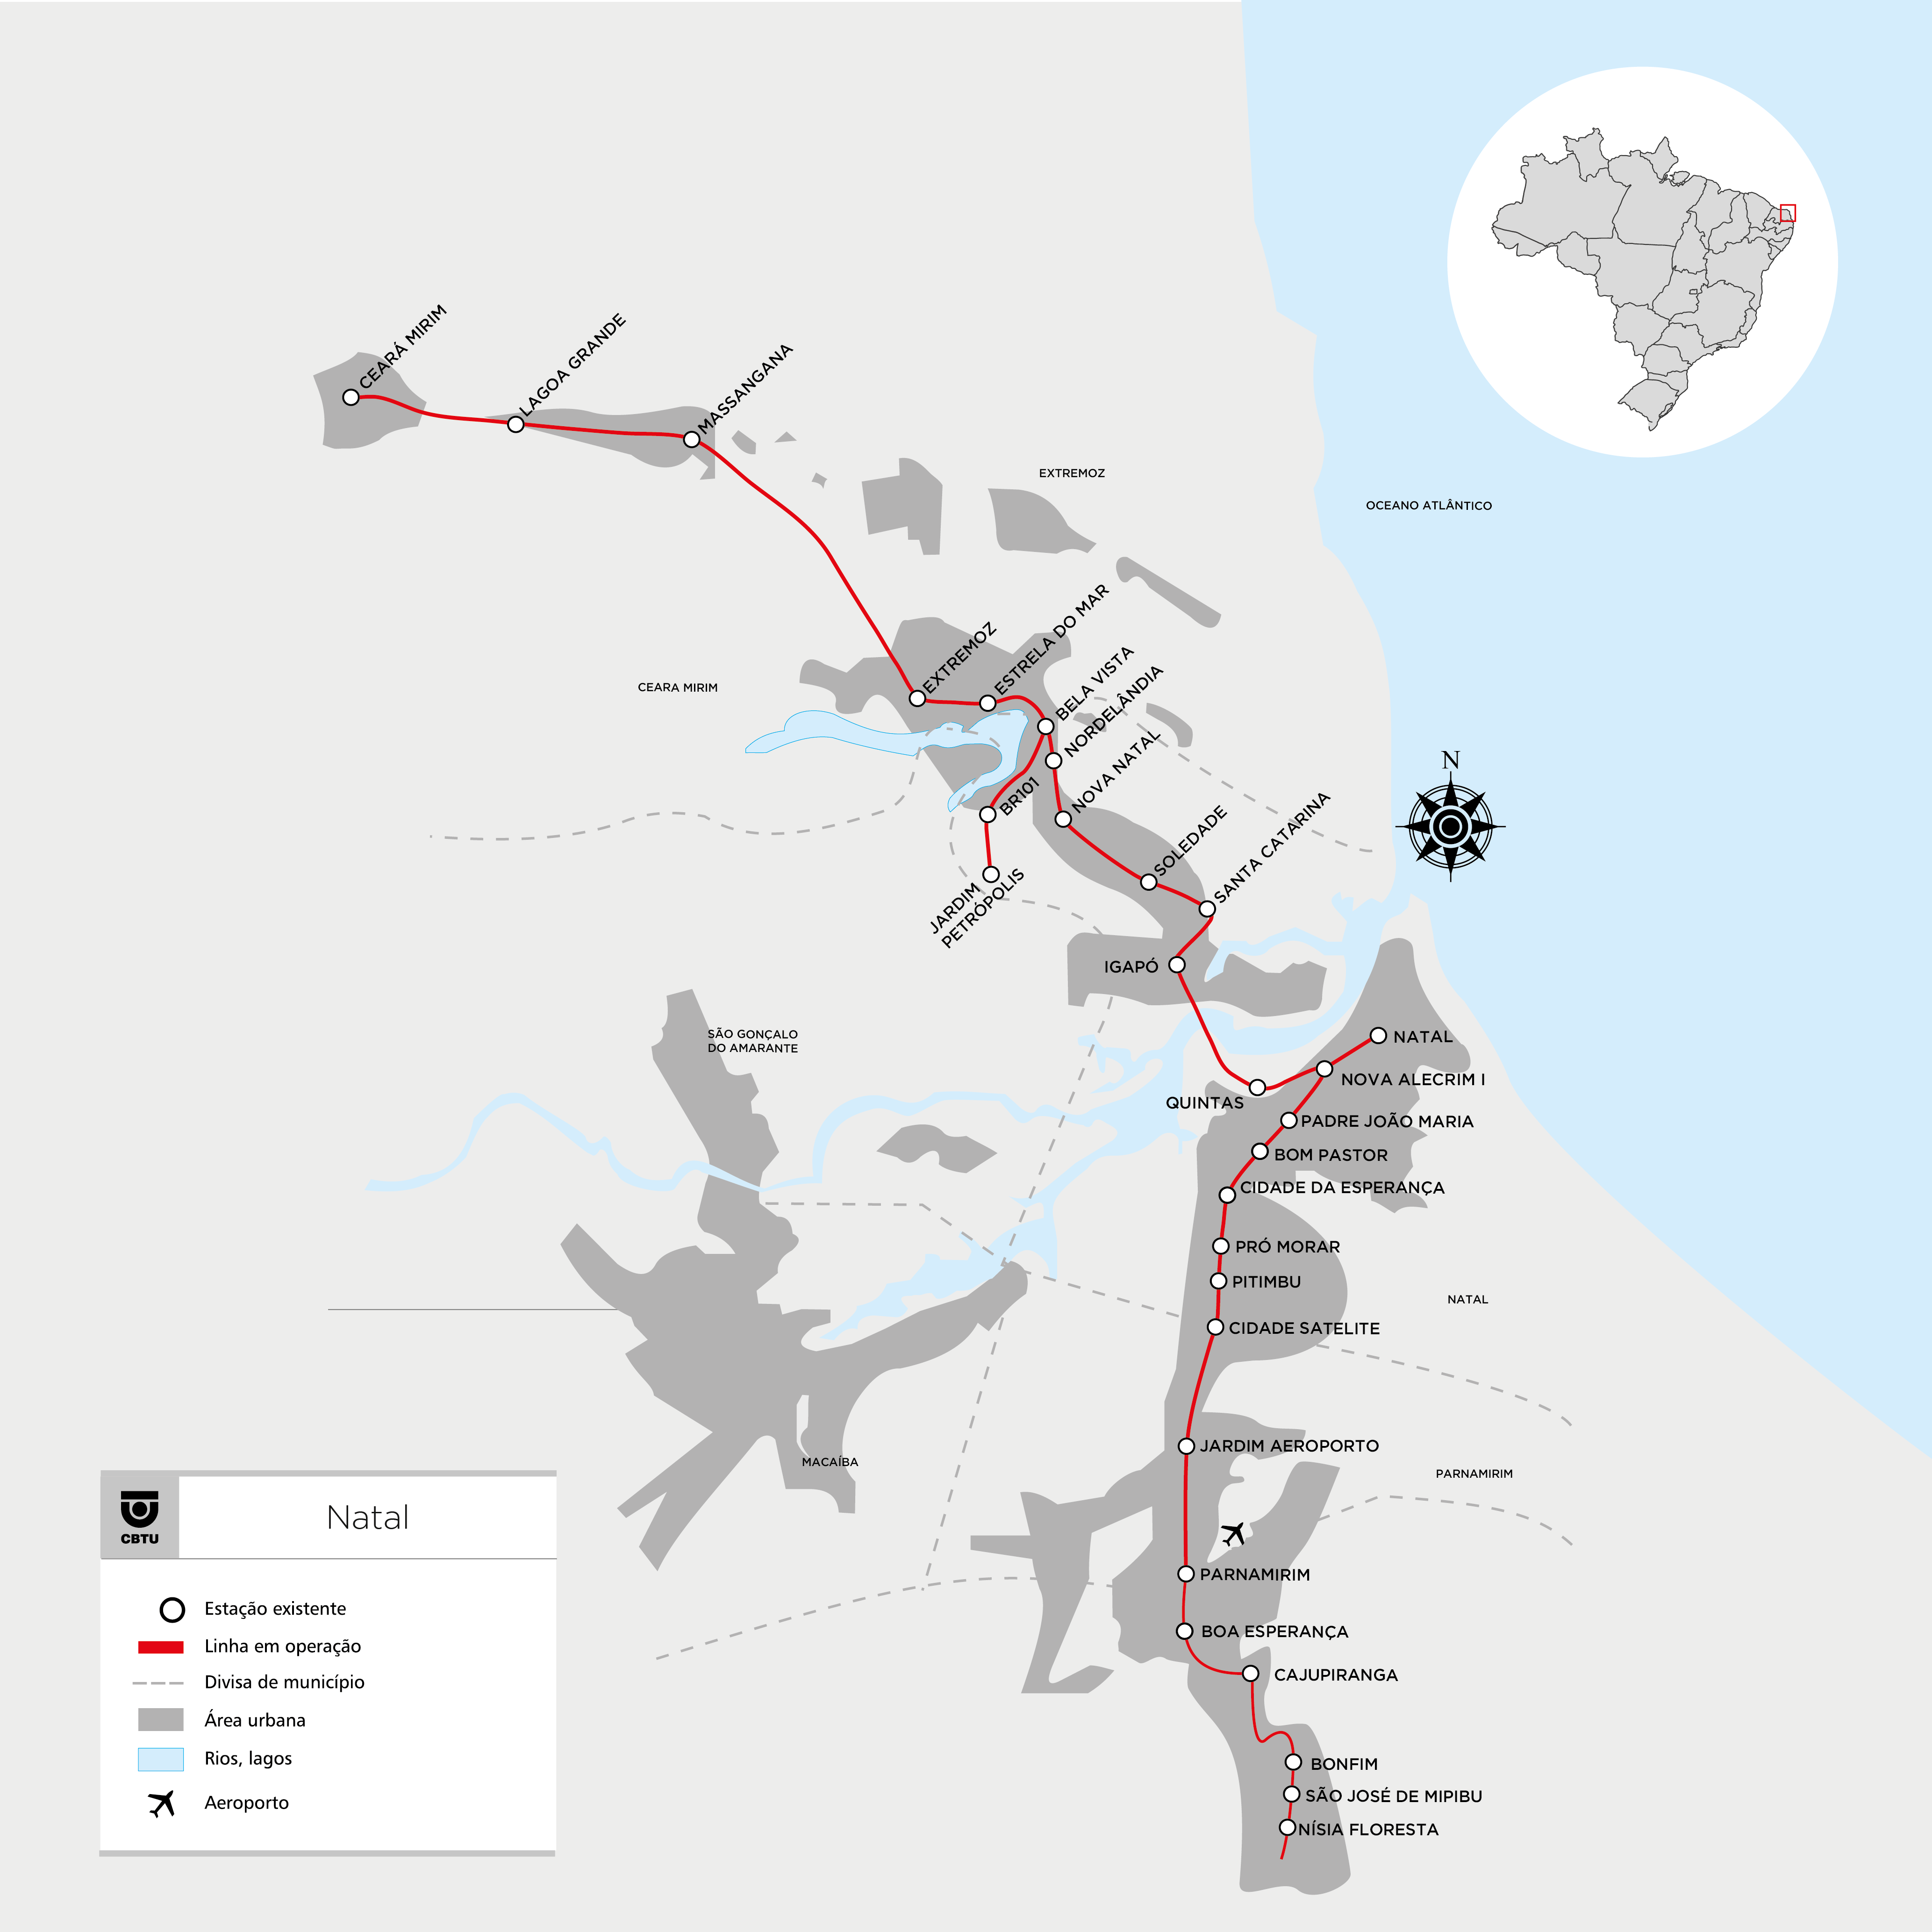 CEARÁ MIRIM
LAGOA GRANDE
MASSANGANA
EXTREMOZ
OCEANO ATLÂNTICO
EXTREMOZ
ESTRELA DO MAR
BELA VISTA
NORDELÂNDIA
CEARA MIRIM
NOVA NATAL
BR101
N
SOLEDADE
SANTA CATARINA
JARDIM
PETRÓPOLIS
IGAPÓ
SÃO GONÇALO
DO AMARANTE
NATAL
NOVA ALECRIM I
QUINTAS
PADRE JOÃO MARIA
BOM PASTOR
CIDADE DA ESPERANÇA
PRÓ MORAR
PITIMBU
NATAL
CIDADE SATELITE
JARDIM AEROPORTO
MACAÍBA
PARNAMIRIM
PARNAMIRIM
BOA ESPERANÇA
CAJUPIRANGA
BONFIM
SÃO JOSÉ DE MIPIBU
NÍSIA FLORESTA
CBTU
Natal
Estação existente
Linha em operação
Divisa de município
Área urbana
Rios, lagos
Aeroporto